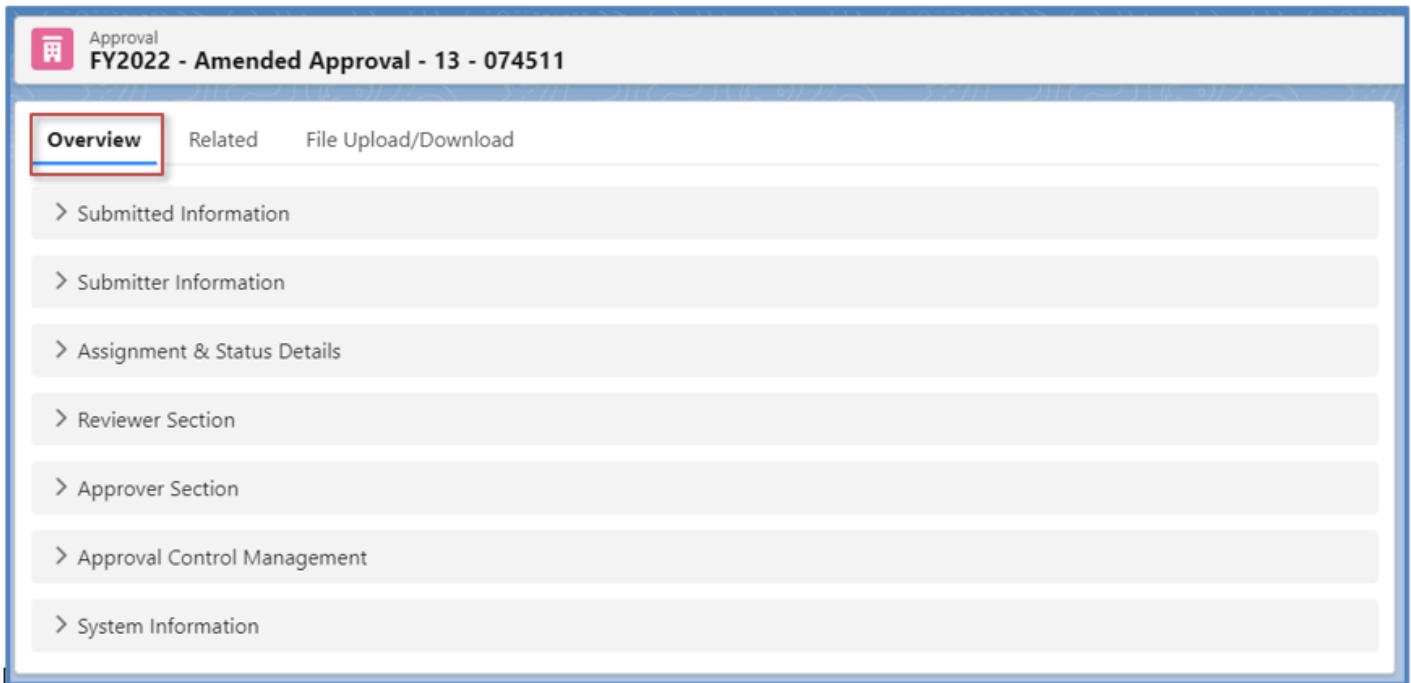 Approval
FY2022 - Amended Approval - 13 - 074511
Overview Related File Upload/Download
Submitted Information
Submitter Information
Assignment & Status Details
Reviewer Section
Approver Section
Approval Control Management
System Information